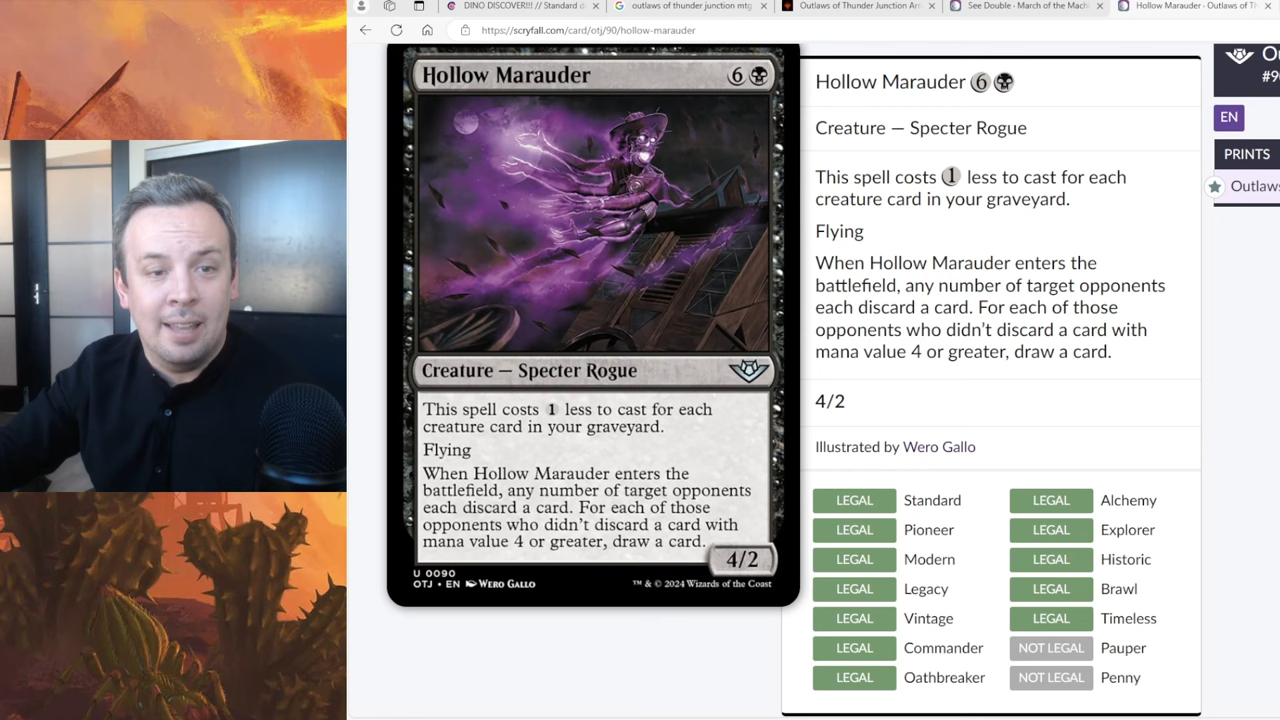 DINO DISCOVER!!! // Standard d
outlaws of thunder junction mtg
Outlaws of Thunder Junction Ar
See Double · March of the Mach
Hollow Marauder · Outlaws of Th
https://scryfall.com/card/otj/90/hollow-marauder
Hollow Marauder 6
Creature — Specter Rogue
This spell costs 1 less to cast for each
creature card in your graveyard.
Flying
When Hollow Marauder enters the
battlefield, any number of target opponents
each discard a card. For each of those
opponents who didn't discard a card with
mana value 4 or greater, draw a card.
4/2
U 0090
OTJ • EN WERO GALLO
™ & © 2024 Wizards of the Coast
Hollow Marauder 6
Creature — Specter Rogue
This spell costs 1 less to cast for each
creature card in your graveyard.
Flying
When Hollow Marauder enters the
battlefield, any number of target opponents
each discard a card. For each of those
opponents who didn’t discard a card with
mana value 4 or greater, draw a card.
4/2
Illustrated by Wero Gallo
LEGAL Standard LEGAL Alchemy
LEGAL Pioneer LEGAL Explorer
LEGAL Modern LEGAL Historic
LEGAL Legacy LEGAL Brawl
LEGAL Vintage LEGAL Timeless
LEGAL Commander NOT LEGAL Pauper
LEGAL Oathbreaker NOT LEGAL Penny
EN
PRINTS
Outlaws